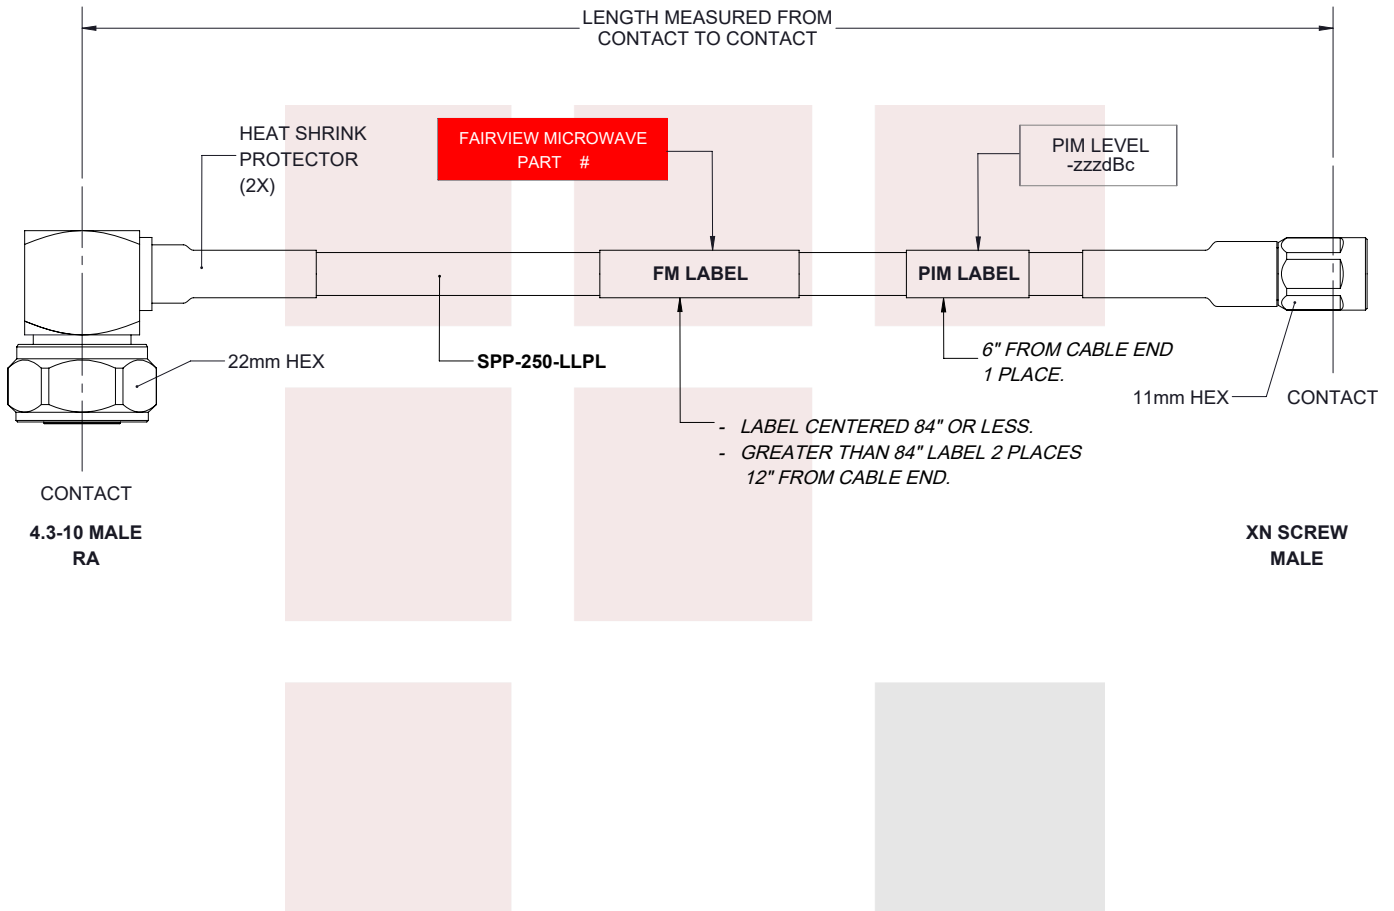 LENGTH MEASURED FROM
CONTACT TO CONTACT
HEAT SHRINK
PROTECTOR
(2X)
FAIRVIEW MICROWAVE
PART #
PIM LEVEL
-zzzdBc
FM LABEL
PIM LABEL
22mm HEX
SPP-250-LLPL
6" FROM CABLE END
1 PLACE.
11mm HEX
CONTACT
- LABEL CENTERED 84" OR LESS.
- GREATER THAN 84" LABEL 2 PLACES
12" FROM CABLE END.
CONTACT
4.3-10 MALE
RA
XN SCREW
MALE